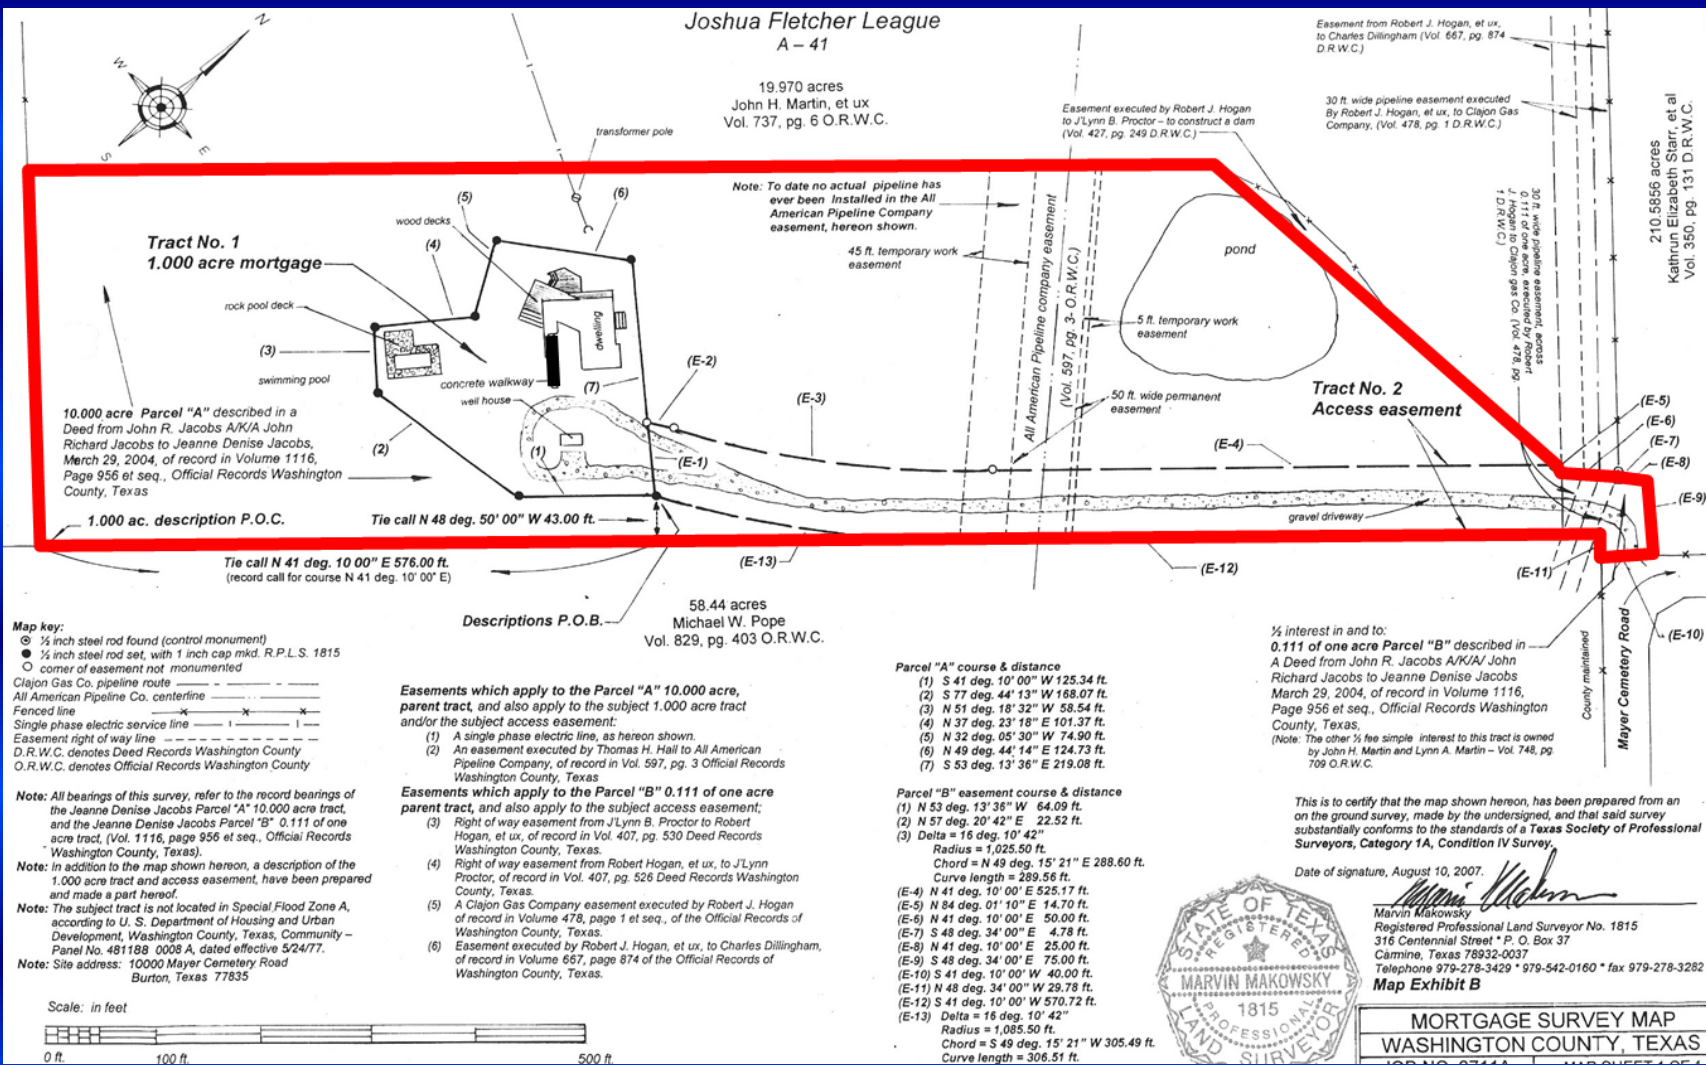 Joshua Fletcher League
A – 41
19.970 acres
John H. Martin, et ux
Vol. 737, pg. 6 O.R.W.C.
N
W
S
E
transformer pole
Easement executed by Robert J. Hogan
to J'Lynn B. Proctor – to construct a dam
(Vol. 427, pg. 249 D.R.W.C.)
Easement from Robert J. Hogan, et ux,
to Charles Dillingham (Vol. 667, pg. 874
D.R.W.C.)
30 ft. wide pipeline easement executed
By Robert J. Hogan, et ux, to Clajon Gas
Company, (Vol. 478, pg. 1 D.R.W.C.)
210.5856 acres
Kathrun Elizabeth Starr, et al
Vol. 350, pg. 131 D.R.W.C.
30 ft. wide pipeline easement, across
0.111 of one acre, executed by Robert
J. Hogan to Clajon gas Co. (Vol. 478, pg.
1 D.R.W.C.)
Note: To date no actual pipeline has
ever been Installed in the All
American Pipeline Company
easement, hereon shown.
45 ft. temporary work
easement
All American Pipeline company easement
(Vol. 597, pg. 3- O.R.W.C.)
pond
5 ft. temporary work
easement
50 ft. wide permanent
easement
Tract No. 1
1.000 acre mortgage
(5)
(6)
wood decks
(4)
rock pool deck
(3)
swimming pool
dwelling
concrete walkway
(7)
well house
(2)
(1)
(E-1)
(E-2)
(E-3)
(E-4)
Tract No. 2
Access easement
(E-5)
(E-6)
(E-7)
(E-8)
(E-9)
(E-10)
(E-11)
(E-12)
(E-13)
gravel driveway
10.000 acre Parcel "A" described in a
Deed from John R. Jacobs A/K/A John
Richard Jacobs to Jeanne Denise Jacobs,
March 29, 2004, of record in Volume 1116,
Page 956 et seq., Official Records Washington
County, Texas
1.000 ac. description P.O.C.
Tie call N 48 deg. 50' 00" W 43.00 ft.
Tie call N 41 deg. 10 00" E 576.00 ft.
(record call for course N 41 deg. 10' 00" E)
Descriptions P.O.B.
58.44 acres
Michael W. Pope
Vol. 829, pg. 403 O.R.W.C.
County maintained
Mayer Cemetery Road
Map key:
½ inch steel rod found (control monument)
½ inch steel rod set, with 1 inch cap mkd. R.P.L.S. 1815
corner of easement not monumented
Clajon Gas Co. pipeline route
All American Pipeline Co. centerline
Fenced line
Single phase electric service line
Easement right of way line
D.R.W.C. denotes Deed Records Washington County
O.R.W.C. denotes Official Records Washington County
Note: All bearings of this survey, refer to the record bearings of
the Jeanne Denise Jacobs Parcel "A" 10.000 acre tract,
and the Jeanne Denise Jacobs Parcel "B" 0.111 of one
acre tract, (Vol. 1116, page 956 et seq., Official Records
Washington County, Texas).
Note: In addition to the map shown hereon, a description of the
1.000 acre tract and access easement, have been prepared
and made a part hereof.
Note: The subject tract is not located in Special Flood Zone A,
according to U. S. Department of Housing and Urban
Development, Washington County, Texas, Community –
Panel No. 481188 0008 A, dated effective 5/24/77.
Note: Site address: 10000 Mayer Cemetery Road
Burton, Texas 77835
Scale: in feet
0 ft.
100 ft.
500 ft.
Easements which apply to the Parcel "A" 10.000 acre,
parent tract, and also apply to the subject 1.000 acre tract
and/or the subject access easement:
(1) A single phase electric line, as hereon shown.
(2) An easement executed by Thomas H. Hall to All American
Pipeline Company, of record in Vol. 597, pg. 3 Official Records
Washington County, Texas
Easements which apply to the Parcel "B" 0.111 of one acre
parent tract, and also apply to the subject access easement;
(3) Right of way easement from J'Lynn B. Proctor to Robert
Hogan, et ux, of record in Vol. 407, pg. 530 Deed Records
Washington County, Texas.
(4) Right of way easement from Robert Hogan, et ux, to J'Lynn
Proctor, of record in Vol. 407, pg. 526 Deed Records Washington
County, Texas.
(5) A Clajon Gas Company easement executed by Robert J. Hogan
of record in Volume 478, page 1 et seq., of the Official Records of
Washington County, Texas.
(6) Easement executed by Robert J. Hogan, et ux, to Charles Dillingham,
of record in Volume 667, page 874 of the Official Records of
Washington County, Texas.
Parcel "A" course & distance
(1) S 41 deg. 10' 00" W 125.34 ft.
(2) S 77 deg. 44' 13" W 168.07 ft.
(3) N 51 deg. 18' 32" W 58.54 ft.
(4) N 37 deg. 23' 18" E 101.37 ft.
(5) N 32 deg. 05' 30" W 74.90 ft.
(6) N 49 deg. 44' 14" E 124.73 ft.
(7) S 53 deg. 13' 36" E 219.08 ft.
Parcel "B" easement course & distance
(1) N 53 deg. 13' 36" W 64.09 ft.
(2) N 57 deg. 20' 42" E 22.52 ft.
(3) Delta = 16 deg. 10' 42"
Radius = 1,025.50 ft.
Chord = N 49 deg. 15' 21" E 288.60 ft.
Curve length = 289.56 ft.
(E-4) N 41 deg. 10' 00' E 525.17 ft.
(E-5) N 84 deg. 01' 10" E 14.70 ft.
(E-6) N 41 deg. 10' 00' E 50.00 ft.
(E-7) S 48 deg. 34' 00" E 4.78 ft.
(E-8) N 41 deg. 10' 00' E 25.00 ft.
(E-9) S 48 deg. 34' 00' E 75.00 ft.
(E-10) S 41 deg. 10' 00' W 40.00 ft.
(E-11) N 48 deg. 34' 00" W 29.78 ft.
(E-12) S 41 deg. 10' 00' W 570.72 ft.
(E-13) Delta = 16 deg. 10' 42"
Radius = 1,085.50 ft.
Chord = S 49 deg. 15' 21" W 305.49 ft.
Curve length = 306.51 ft.
½ interest in and to:
0.111 of one acre Parcel "B" described in
A Deed from John R. Jacobs A/K/A/ John
Richard Jacobs to Jeanne Denise Jacobs
March 29, 2004, of record in Volume 1116,
Page 956 et seq., Official Records Washington
County, Texas,
(Note: The other ½ fee simple interest to this tract is owned
by John H. Martin and Lynn A. Martin – Vol. 748, pg.
709 O.R.W.C.
This is to certify that the map shown hereon, has been prepared from an
on the ground survey, made by the undersigned, and that said survey
substantially conforms to the standards of a Texas Society of Professional
Surveyors, Category 1A, Condition IV Survey.
Date of signature, August 10, 2007.
Marvin Makowsky
Registered Professional Land Surveyor No. 1815
316 Centennial Street * P. O. Box 37
Carmine, Texas 78932-0037
Telephone 979-278-3429 * 979-542-0160 * fax 979-278-3282
Map Exhibit B
STATE OF TEXAS
REGISTERED
MARVIN MAKOWSKY
1815
PROFESSIONAL
LAND SURVEYOR
MORTGAGE SURVEY MAP
WASHINGTON COUNTY, TEXAS